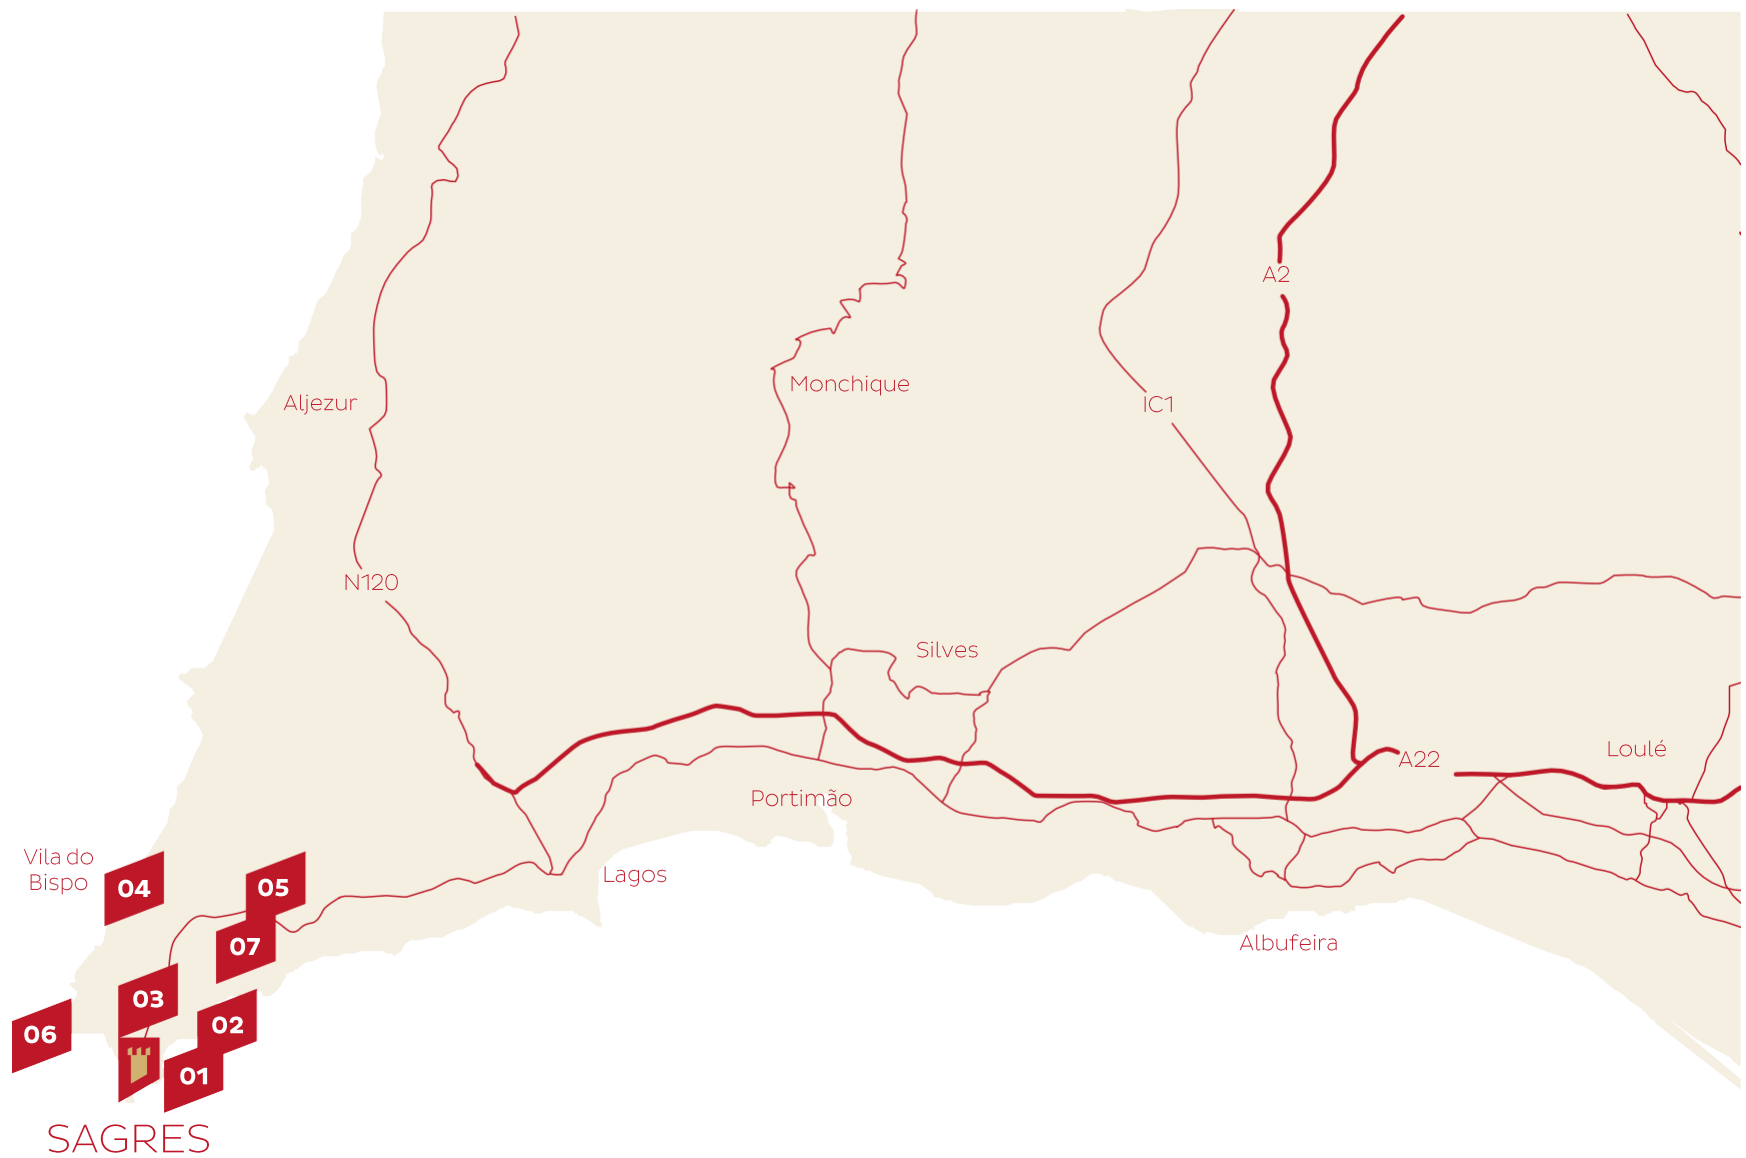 A2
Monchique
Aljezur
IC1
N120
Silves
Loulé
A22
Portimão
Vila do
Bispo
04
05
Lagos
07
Albufeira
03
02
06
01
SAGRES